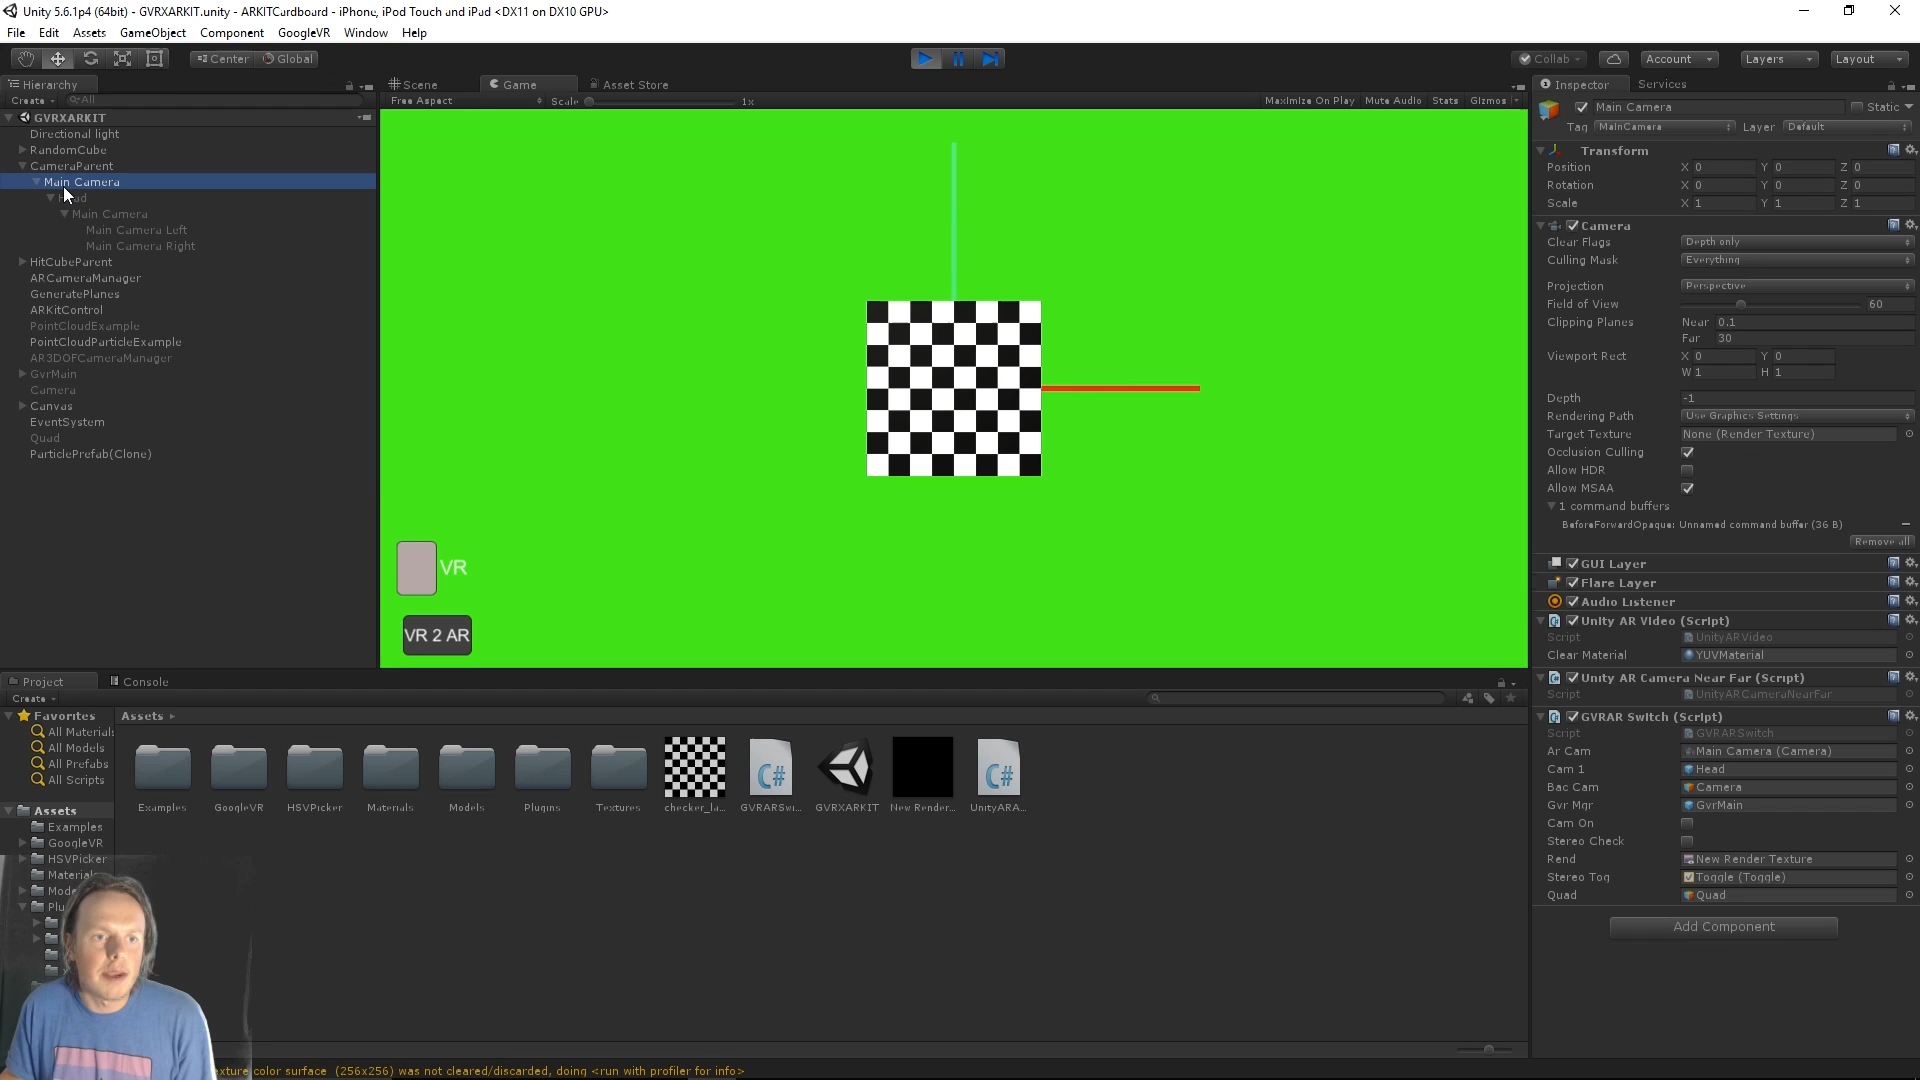 Unity 5.6.1p4 (64bit) - GVRXARKIT.unity - ARKITCardboard - iPhone, iPod Touch and iPad <DX11 on DX10 GPU>
File Edit Assets GameObject Component GoogleVR Window Help
Center Global Collab Account Layers Layout
Hierarchy
Create All
GVRXARKIT
Directional light
RandomCube
CameraParent
Main Camera
Main Camera
Main Camera Left
Main Camera Right
HitCubeParent
ARCameraManager
GeneratePlanes
ARKitControl
PointCloudExample
PointCloudParticleExample
AR3DOFCameraManager
GvrMain
Camera
Canvas
EventSystem
Quad
ParticlePrefab(Clone)
Scene Game Asset Store
Free Aspect Scale 1x Maximize On Play Mute Audio Stats Gizmos
VR
VR 2 AR
Inspector Services
Main Camera Static
Tag MainCamera Layer Default
Transform
Position X 0 Y 0 Z 0
Rotation X 0 Y 0 Z 0
Scale X 1 Y 1 Z 1
Camera
Clear Flags Depth only
Culling Mask Everything
Projection Perspective
Field of View 60
Clipping Planes Near 0.1
Far 30
Viewport Rect X 0 Y 0
W 1 H 1
Depth -1
Rendering Path Use Graphics Settings
Target Texture None (Render Texture)
Occlusion Culling
Allow HDR
Allow MSAA
1 command buffers
BeforeForwardOpaque: Unnamed command buffer (36 B)
Remove all
GUI Layer
Flare Layer
Audio Listener
Unity AR Video (Script)
Script UnityARVideo
Clear Material YUVMaterial
Unity AR Camera Near Far (Script)
Script UnityARCameraNearFar
GVRAR Switch (Script)
Script GVRARSwitch
Ar Cam Main Camera (Camera)
Cam 1 Head
Bac Cam Camera
Gvr Mgr GvrMain
Cam On
Stereo Check
Rend New Render Texture
Stereo Tog Toggle (Toggle)
Quad Quad
Add Component
Project Console
Create
Favorites
All Materials
All Models
All Prefabs
All Scripts
Assets
Examples
GoogleVR
HSVPicker
Material
Mode
Plu
Assets
Examples GoogleVR HSVPicker Materials Models Plugins Textures checker_la... GVRARSwi... GVRXARKIT New Render... UnityARA...
exture color surface (256x256) was not cleared/discarded, doing <run with profiler for info>